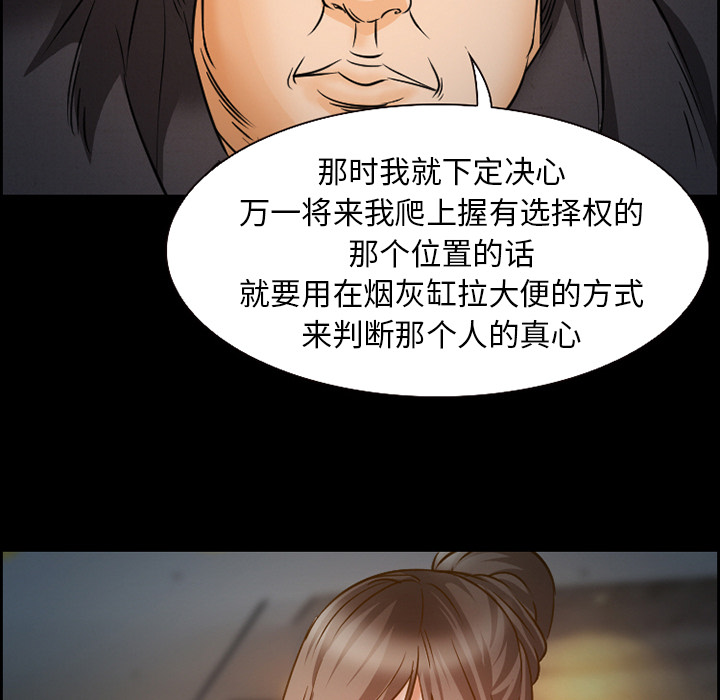 那时我就下定决心
万一将来我爬上握有选择权的
那个位置的话
就要用在烟灰缸拉大便的方式
来判断那个人的真心